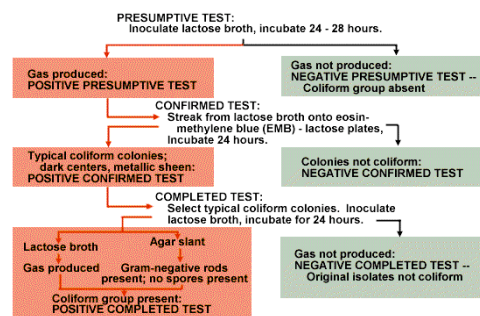 PRESUMPTIVE TEST:
Inoculate lactose broth, incubate 24 - 28 hours.
Gas produced:
POSITIVE PRESUMPTIVE TEST
Gas not produced:
NEGATIVE PRESUMPTIVE TEST --
Coliform group absent
CONFIRMED TEST:
Streak from lactose broth onto eosin-
methylene blue (EMB) - lactose plates,
Incubate 24 hours.
Typical coliform colonies;
dark centers, metallic sheen:
POSITIVE CONFIRMED TEST
Colonies not coliform:
NEGATIVE CONFIRMED TEST
COMPLETED TEST:
Select typical coliform colonies. Inoculate
lactose broth, incubate for 24 hours.
Lactose broth
Gas produced
Agar slant
Gram-negative rods
present; no spores present
Coliform group present:
POSITIVE COMPLETED TEST
Gas not produced:
NEGATIVE COMPLETED TEST --
Original isolates not coliform